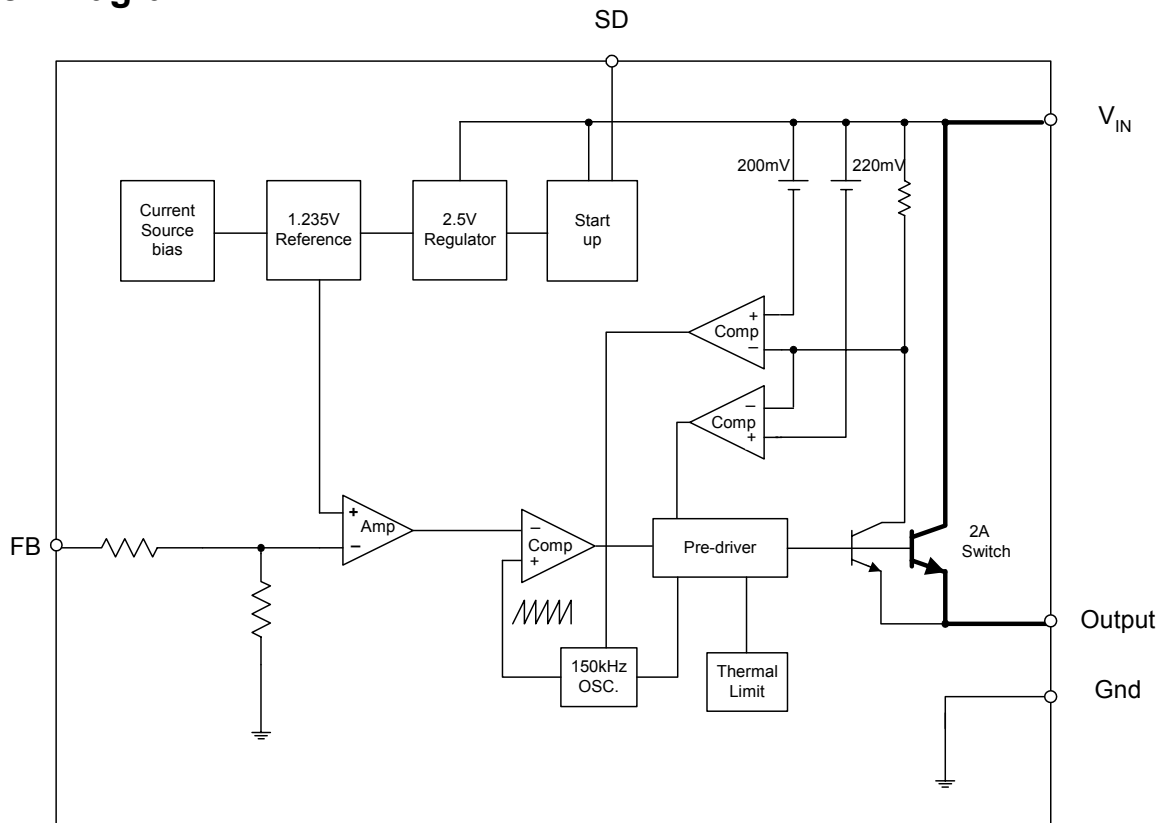 SD
V_IN
200mV
220mV
Current
Source
bias
1.235V
Reference
2.5V
Regulator
Start
up
+
Comp
–
–
Comp
+
FB
+
Amp
–
–
Comp
+
Pre-driver
2A
Switch
150kHz
OSC.
Thermal
Limit
Output
Gnd